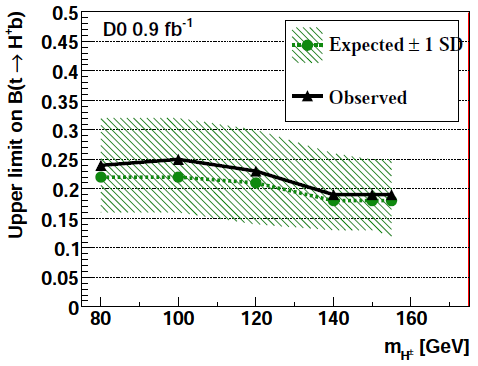 Upper limit on B(t → H⁺b)
0.5
0.45
0.4
0.35
0.3
0.25
0.2
0.15
0.1
0.05
0
D0 0.9 fb⁻¹
Expected ± 1 SD
Observed
80 100 120 140 160
m_H± [GeV]